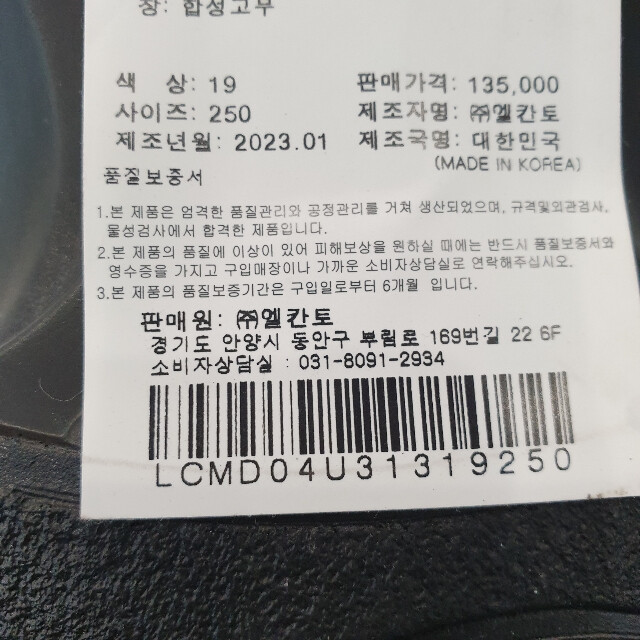 창: 합성고무
색 상: 19 판매가격: 135,000
사이즈: 250 제조자명: ㈜엘칸토
제조년월: 2023.01 제조국명: 대한민국
(MADE IN KOREA)
품질보증서
1.본 제품은 엄격한 품질관리와 공정관리를 거쳐 생산되었으며, 규격및외관검사,
물성검사에서 합격한 제품입니다.
2.본 제품의 품질에 이상이 있어 피해보상을 원하실 때에는 반드시 품질보증서와
영수증을 가지고 구입매장이나 가까운 소비자상담실로 연락해주십시오.
3.본 제품의 품질보증기간은 구입일로부터 6개월 입니다.
판매원: ㈜엘칸토
경기도 안양시 동안구 부림로 169번길 22 6F
소비자상담실 : 031-8091-2934
LCMD04U31319250